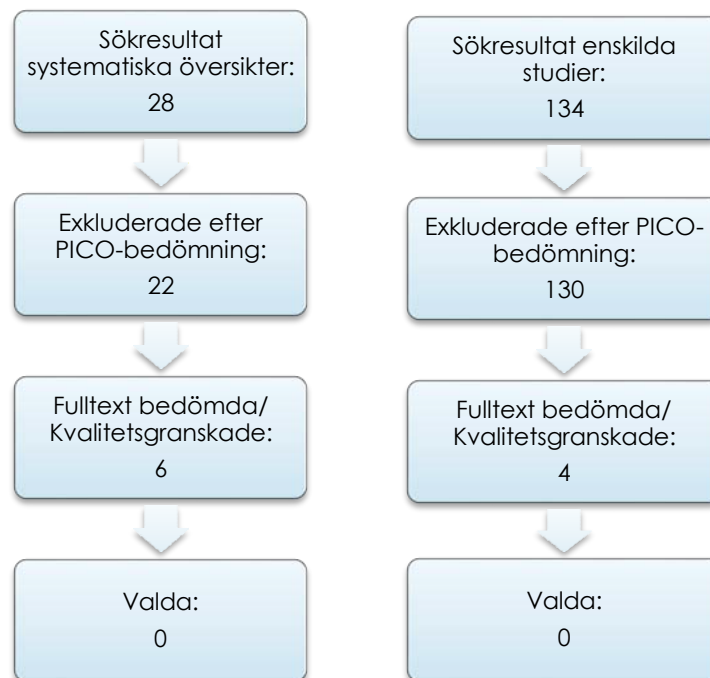 Sökresultat
systematiska översikter:
28
Exkluderade efter
PICO-bedömning:
22
Fulltext bedömda/
Kvalitetsgranskade:
6
Valda:
0
Sökresultat enskilda
studier:
134
Exkluderade efter PICO-
bedömning:
130
Fulltext bedömda/
Kvalitetsgranskade:
4
Valda:
0